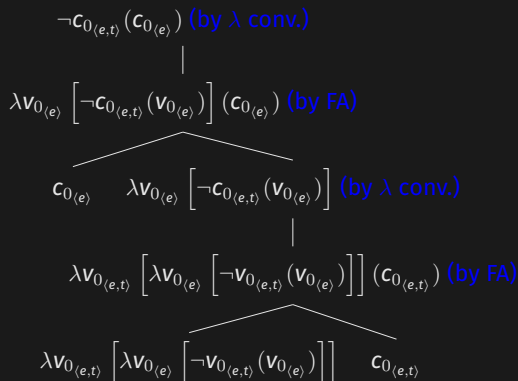 ¬c₀⟨e,t⟩(c₀⟨e⟩) (by λ conv.)
λv₀⟨e⟩ [¬c₀⟨e,t⟩(v₀⟨e⟩)] (c₀⟨e⟩) (by FA)
c₀⟨e⟩ λv₀⟨e⟩ [¬c₀⟨e,t⟩(v₀⟨e⟩)] (by λ conv.)
λv₀⟨e,t⟩ [λv₀⟨e⟩ [¬v₀⟨e,t⟩(v₀⟨e⟩)]] (c₀⟨e,t⟩) (by FA)
λv₀⟨e,t⟩ [λv₀⟨e⟩ [¬v₀⟨e,t⟩(v₀⟨e⟩)]] c₀⟨e,t⟩